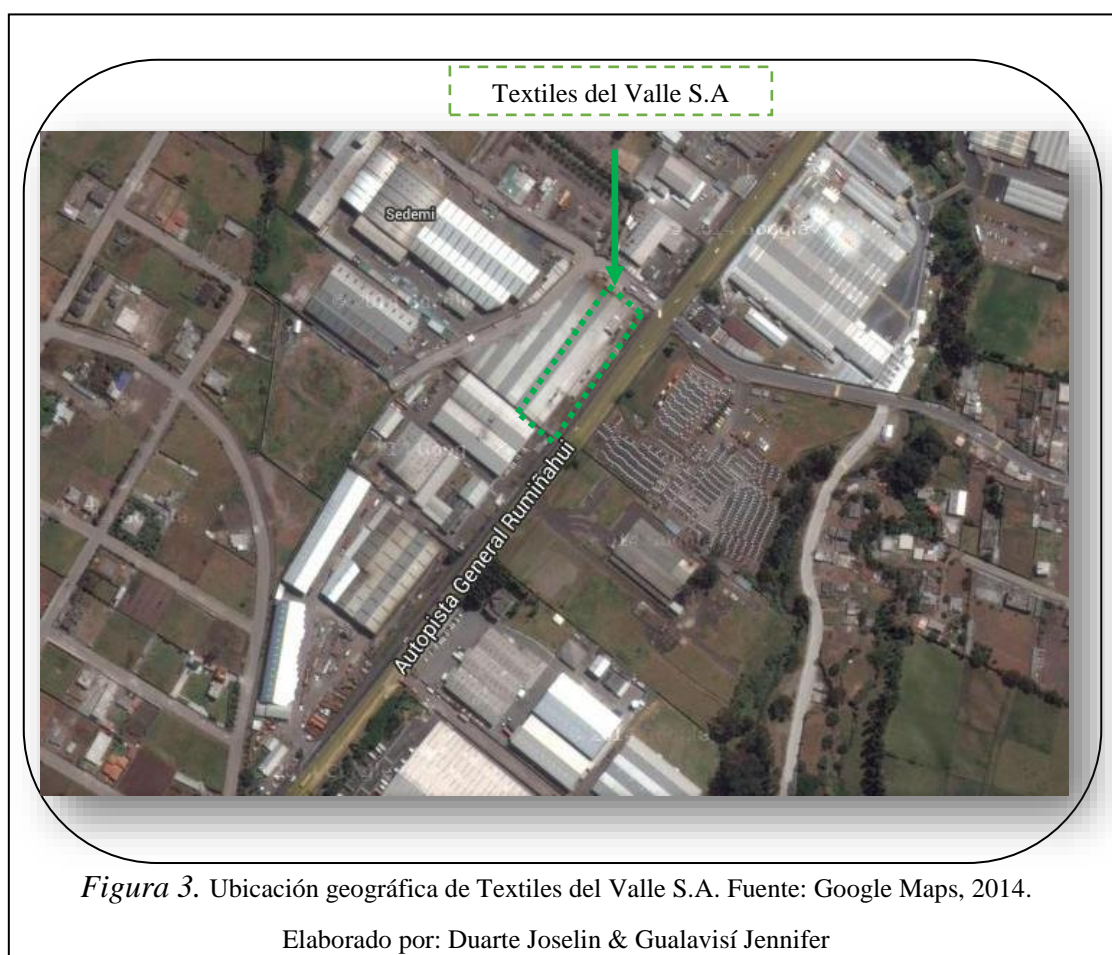 Textiles del Valle S.A
Sedemi
Autopista General Rumiñahui
Figura 3. Ubicación geográfica de Textiles del Valle S.A. Fuente: Google Maps, 2014.
Elaborado por: Duarte Joselin & Gualavisí Jennifer